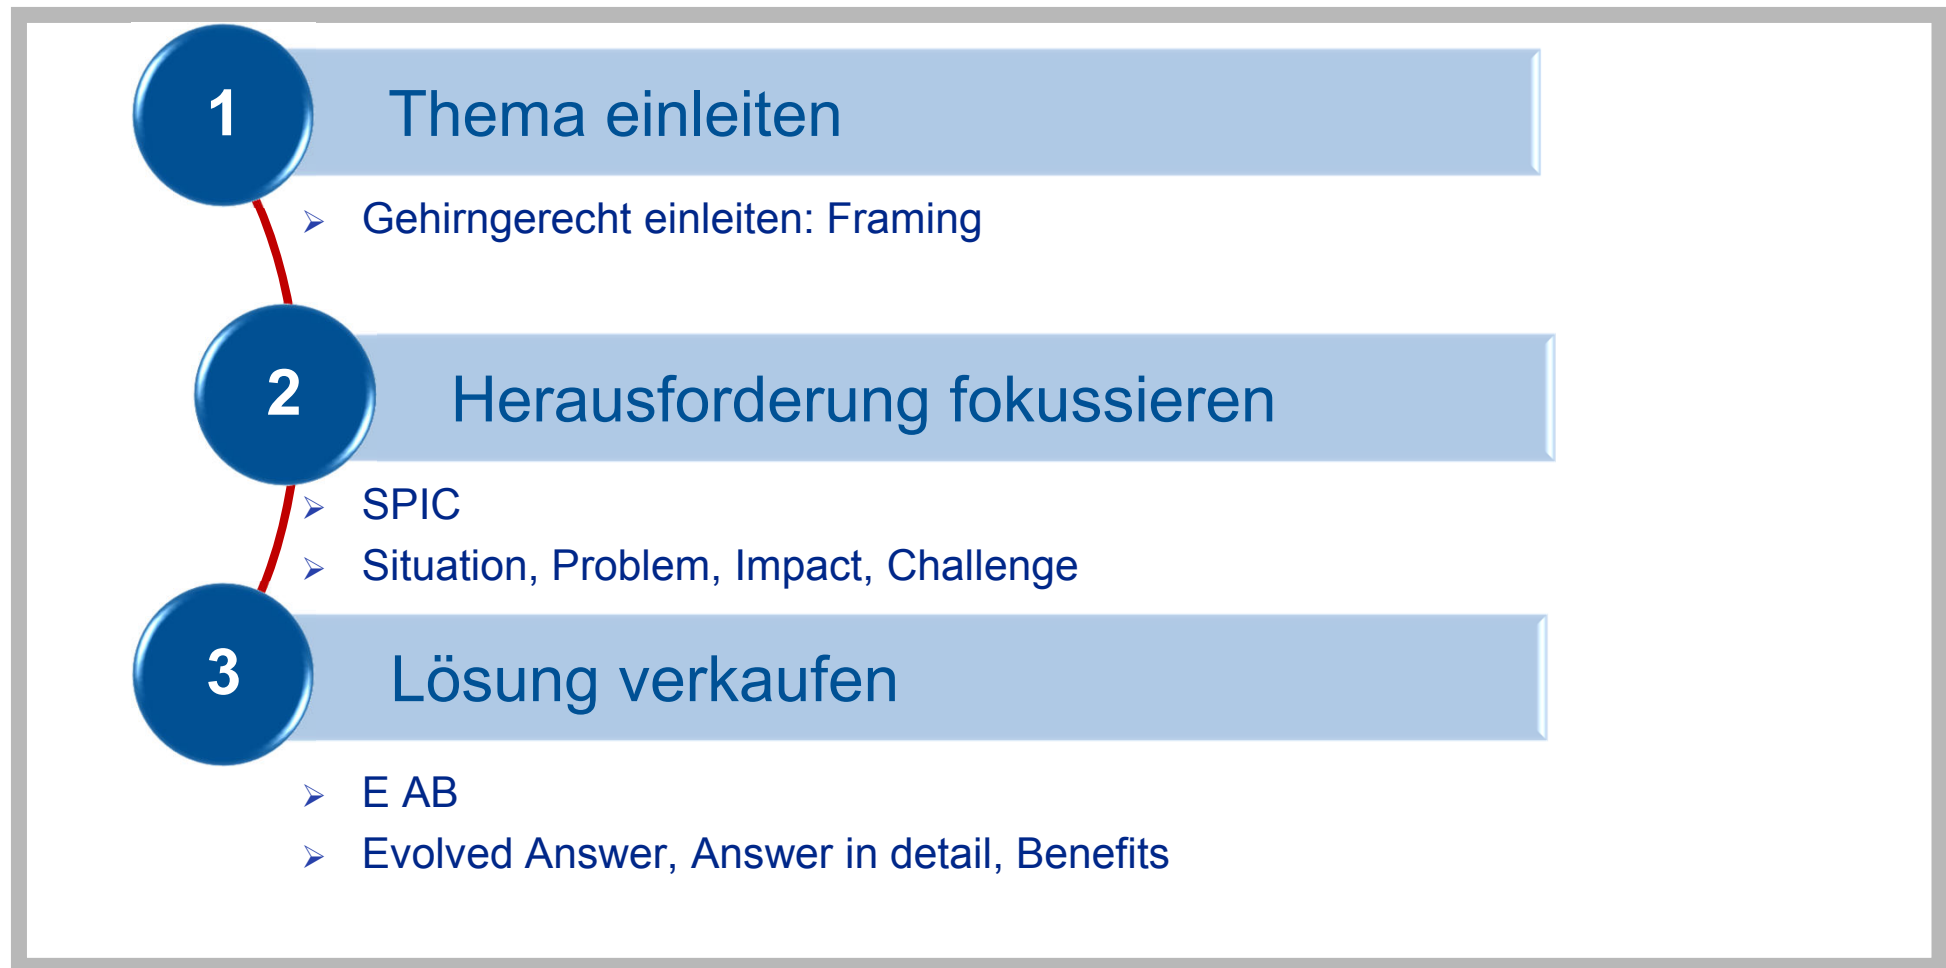 1
Thema einleiten
➢ Gehirngerecht einleiten: Framing
2
Herausforderung fokussieren
➢ SPIC
➢ Situation, Problem, Impact, Challenge
3
Lösung verkaufen
➢ E AB
➢ Evolved Answer, Answer in detail, Benefits